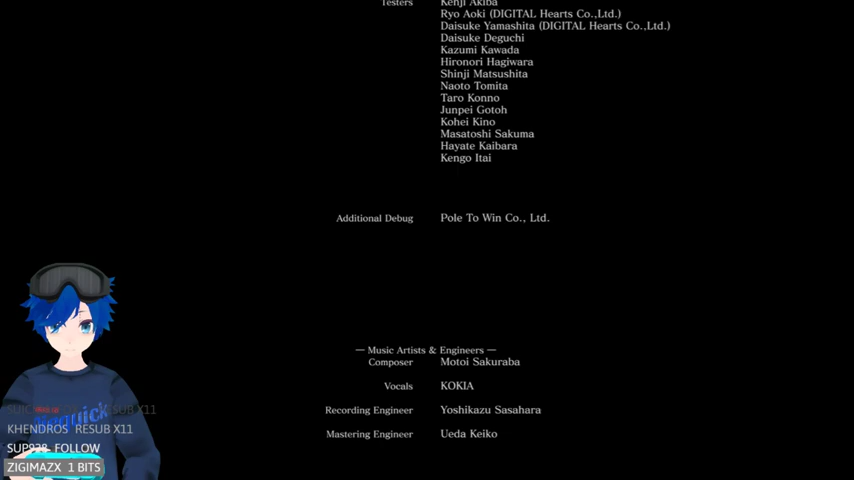 Testers Kenji Akiba
Ryo Aoki (DIGITAL Hearts Co.,Ltd.)
Daisuke Yamashita (DIGITAL Hearts Co.,Ltd.)
Daisuke Deguchi
Kazumi Kawada
Hironori Hagiwara
Shinji Matsushita
Naoto Tomita
Taro Konno
Junpei Gotoh
Kohei Kino
Masatoshi Sakuma
Hayate Kaibara
Kengo Itai
Additional Debug Pole To Win Co., Ltd.
— Music Artists & Engineers —
Composer Motoi Sakuraba
Vocals KOKIA
Recording Engineer Yoshikazu Sasahara
Mastering Engineer Ueda Keiko
X11
KHENDROS RESUB X11
FOLLOW
ZIGIMAZX 1 BITS